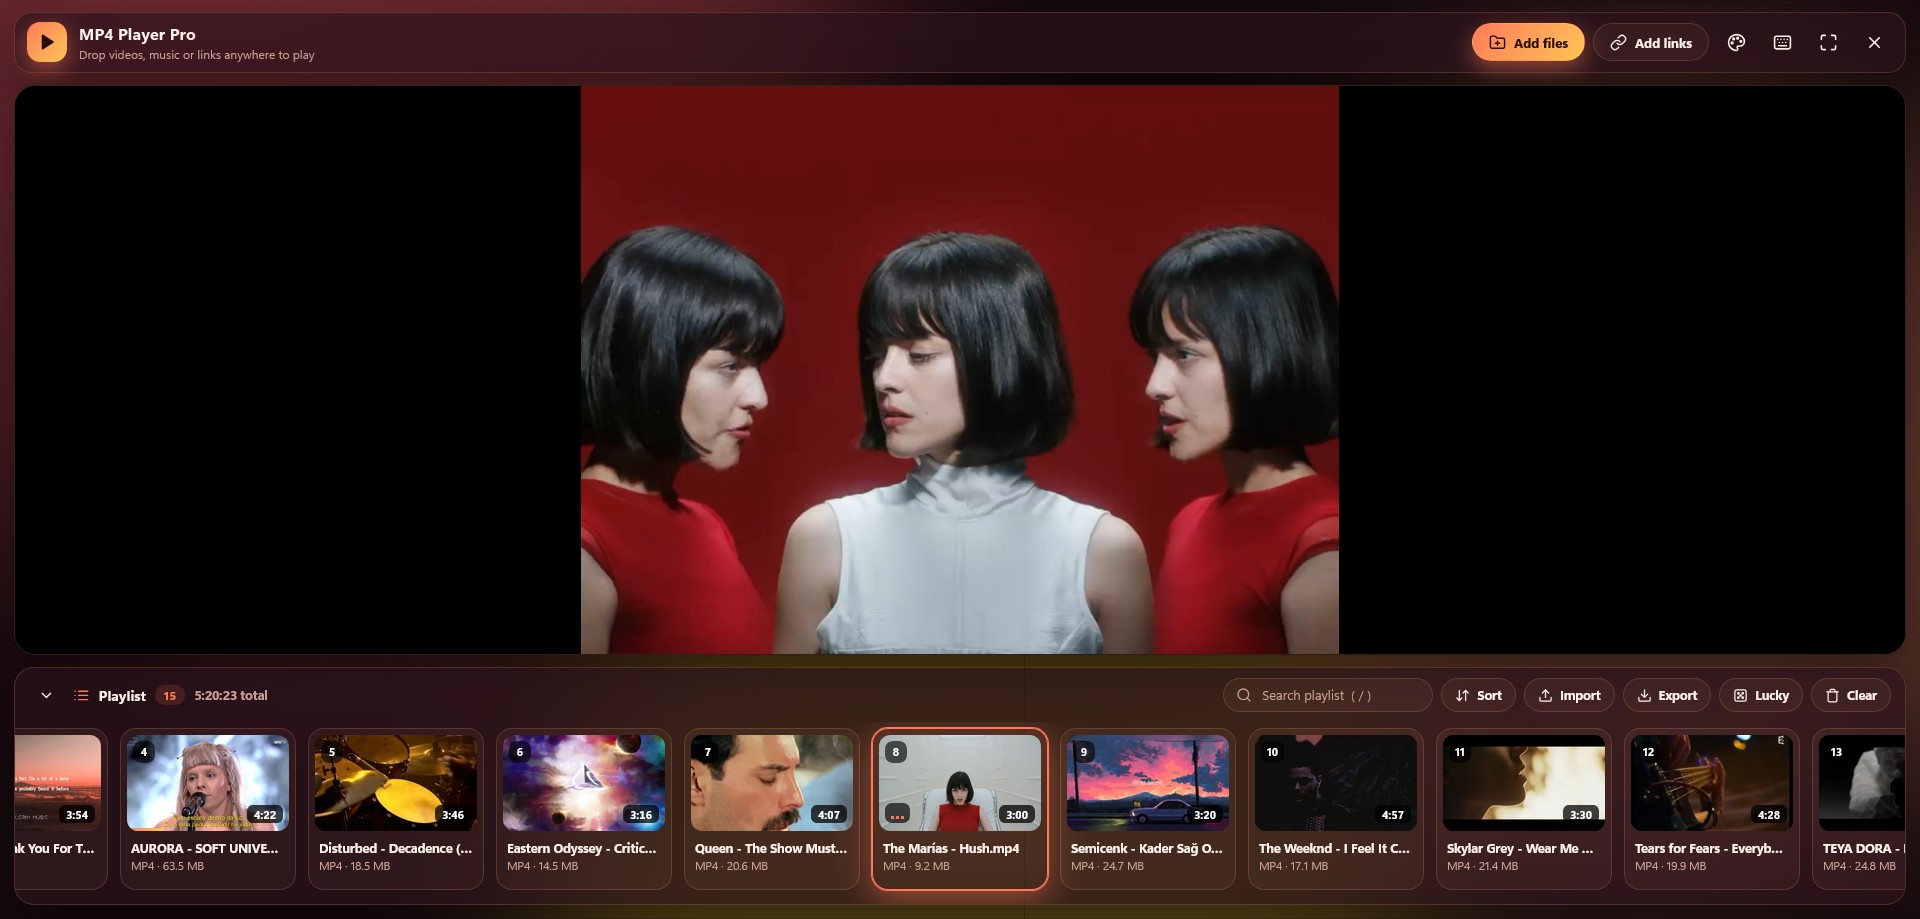 MP4 Player Pro
Drop videos, music or links anywhere to play
Add files
Add links
Playlist 15 5:20:23 total
Search playlist ( / )
Sort
Import
Export
Lucky
Clear
3:54
ak You For T...
4
4:22
AURORA - SOFT UNIVE...
MP4 · 63.5 MB
5
3:46
Disturbed - Decadence (...
MP4 · 18.5 MB
6
3:16
Eastern Odyssey - Critic...
MP4 · 14.5 MB
7
4:07
Queen - The Show Must...
MP4 · 20.6 MB
8
3:00
The Marías - Hush.mp4
MP4 · 9.2 MB
9
3:20
Semicenk - Kader Sağ O...
MP4 · 24.7 MB
10
4:57
The Weeknd - I Feel It C...
MP4 · 17.1 MB
11
3:30
Skylar Grey - Wear Me ...
MP4 · 21.4 MB
12
4:28
Tears for Fears - Everyb...
MP4 · 19.9 MB
13
TEYA DORA -
MP4 · 24.8 MB